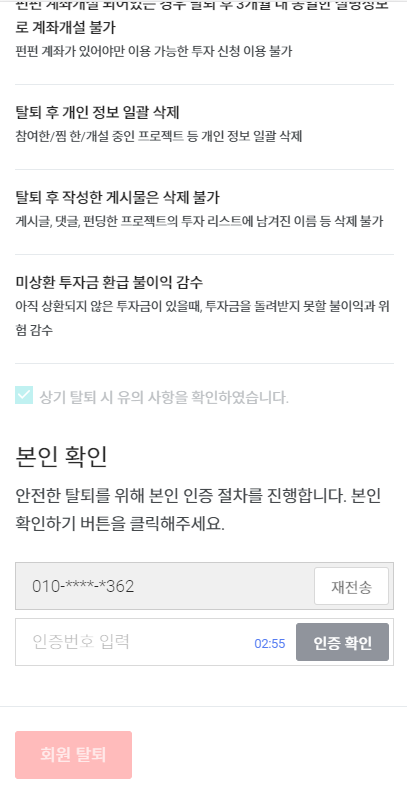 펀펀 계좌개설 되어있는 경우 탈퇴 후 3개월 내 동일한 실명정보
로 계좌개설 불가
펀펀 계좌가 있어야만 이용 가능한 투자 신청 이용 불가
탈퇴 후 개인 정보 일괄 삭제
참여한/찜 한/개설 중인 프로젝트 등 개인 정보 일괄 삭제
탈퇴 후 작성한 게시물은 삭제 불가
게시글, 댓글, 펀딩한 프로젝트의 투자 리스트에 남겨진 이름 등 삭제 불가
미상환 투자금 환급 불이익 감수
아직 상환되지 않은 투자금이 있을때, 투자금을 돌려받지 못할 불이익과 위
험 감수
상기 탈퇴 시 유의 사항을 확인하였습니다.
본인 확인
안전한 탈퇴를 위해 본인 인증 절차를 진행합니다. 본인
확인하기 버튼을 클릭해주세요.
010-****-*362 재전송
인증번호 입력 02:55 인증 확인
회원 탈퇴